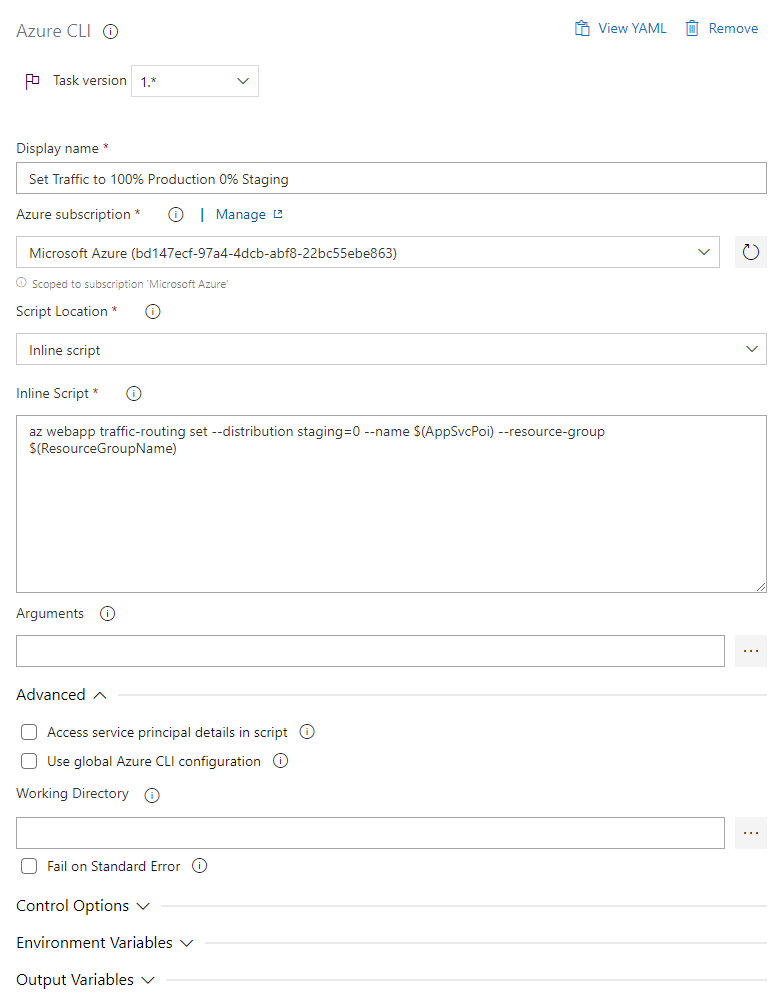 Azure CLI
View YAML
Remove
Task version
1.*
Display name *
Set Traffic to 100% Production 0% Staging
Azure subscription *
| Manage
Microsoft Azure (bd147ecf-97a4-4dcb-abf8-22bc55ebe863)
Scoped to subscription 'Microsoft Azure'
Script Location *
Inline script
Inline Script *
az webapp traffic-routing set --distribution staging=0 --name $(AppSvcPoi) --resource-group
$(ResourceGroupName)
Arguments
...
Advanced
Access service principal details in script
Use global Azure CLI configuration
Working Directory
...
Fail on Standard Error
Control Options
Environment Variables
Output Variables